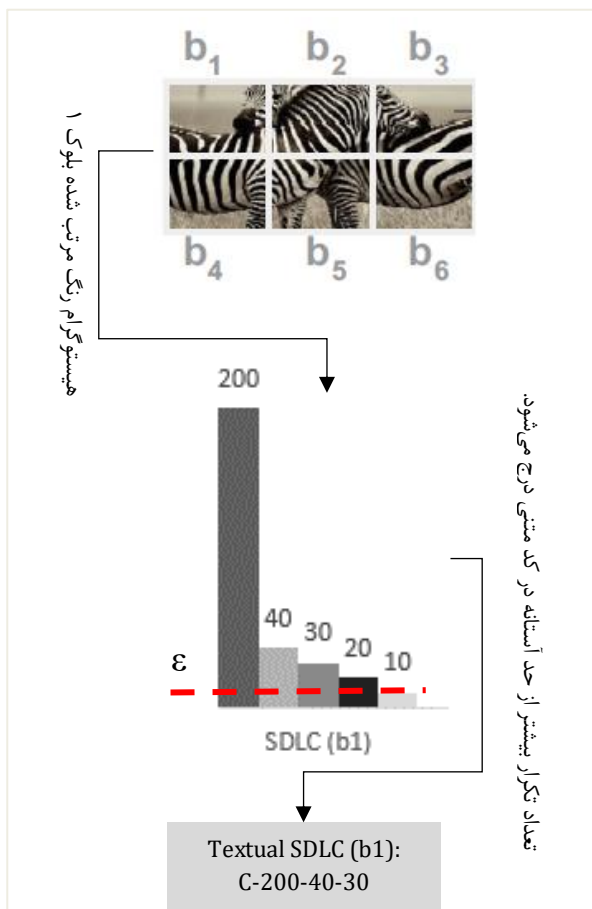 b1 b2 b3
b4 b5 b6
هیستوگرام رنگ مرتب شده بلوک ۱
200
40
30
20
10
ε
SDLC (b1)
تعداد تکرار بیشتر از حد آستانه در کد متنی درج می‌شود.
Textual SDLC (b1):
C-200-40-30